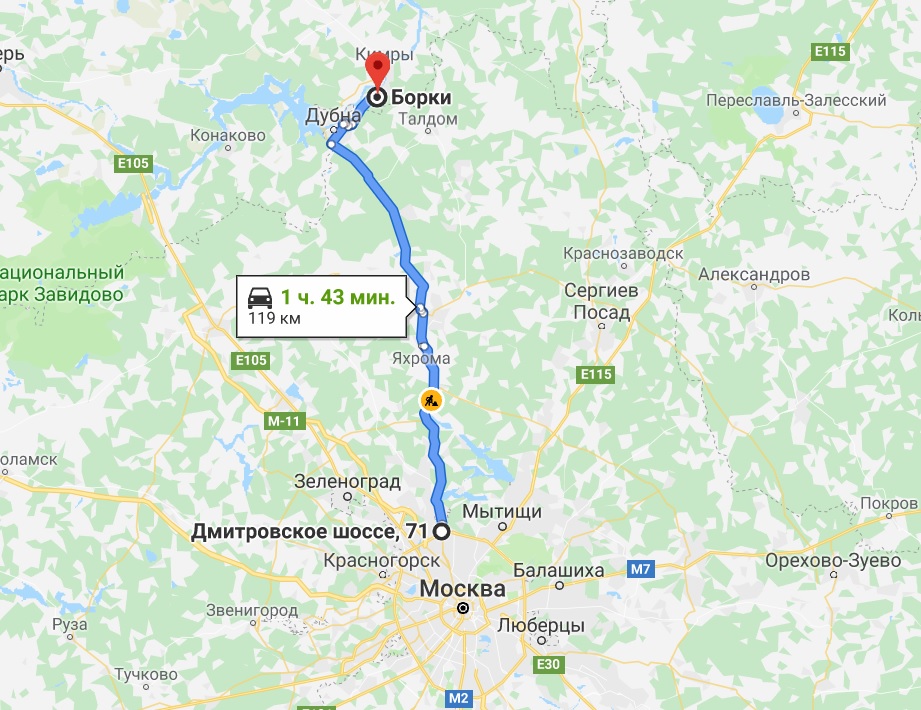 ерь
Кимры
E115
Борки
Переславль-Залесский
Дубна
Талдом
Конаково
E105
Краснозаводск
ациональный
арк Завидово
Александров
1 ч. 43 мин.
119 км
Сергиев
Посад
Коль
Яхрома
E105
E115
М-11
оламск
Зеленоград
Покров
Мытищи
Дмитровское шоссе, 71
Красногорск
Балашиха
М7
Орехово-Зуево
Москва
Звенигород
Руза
Люберцы
E30
Тучково
М2